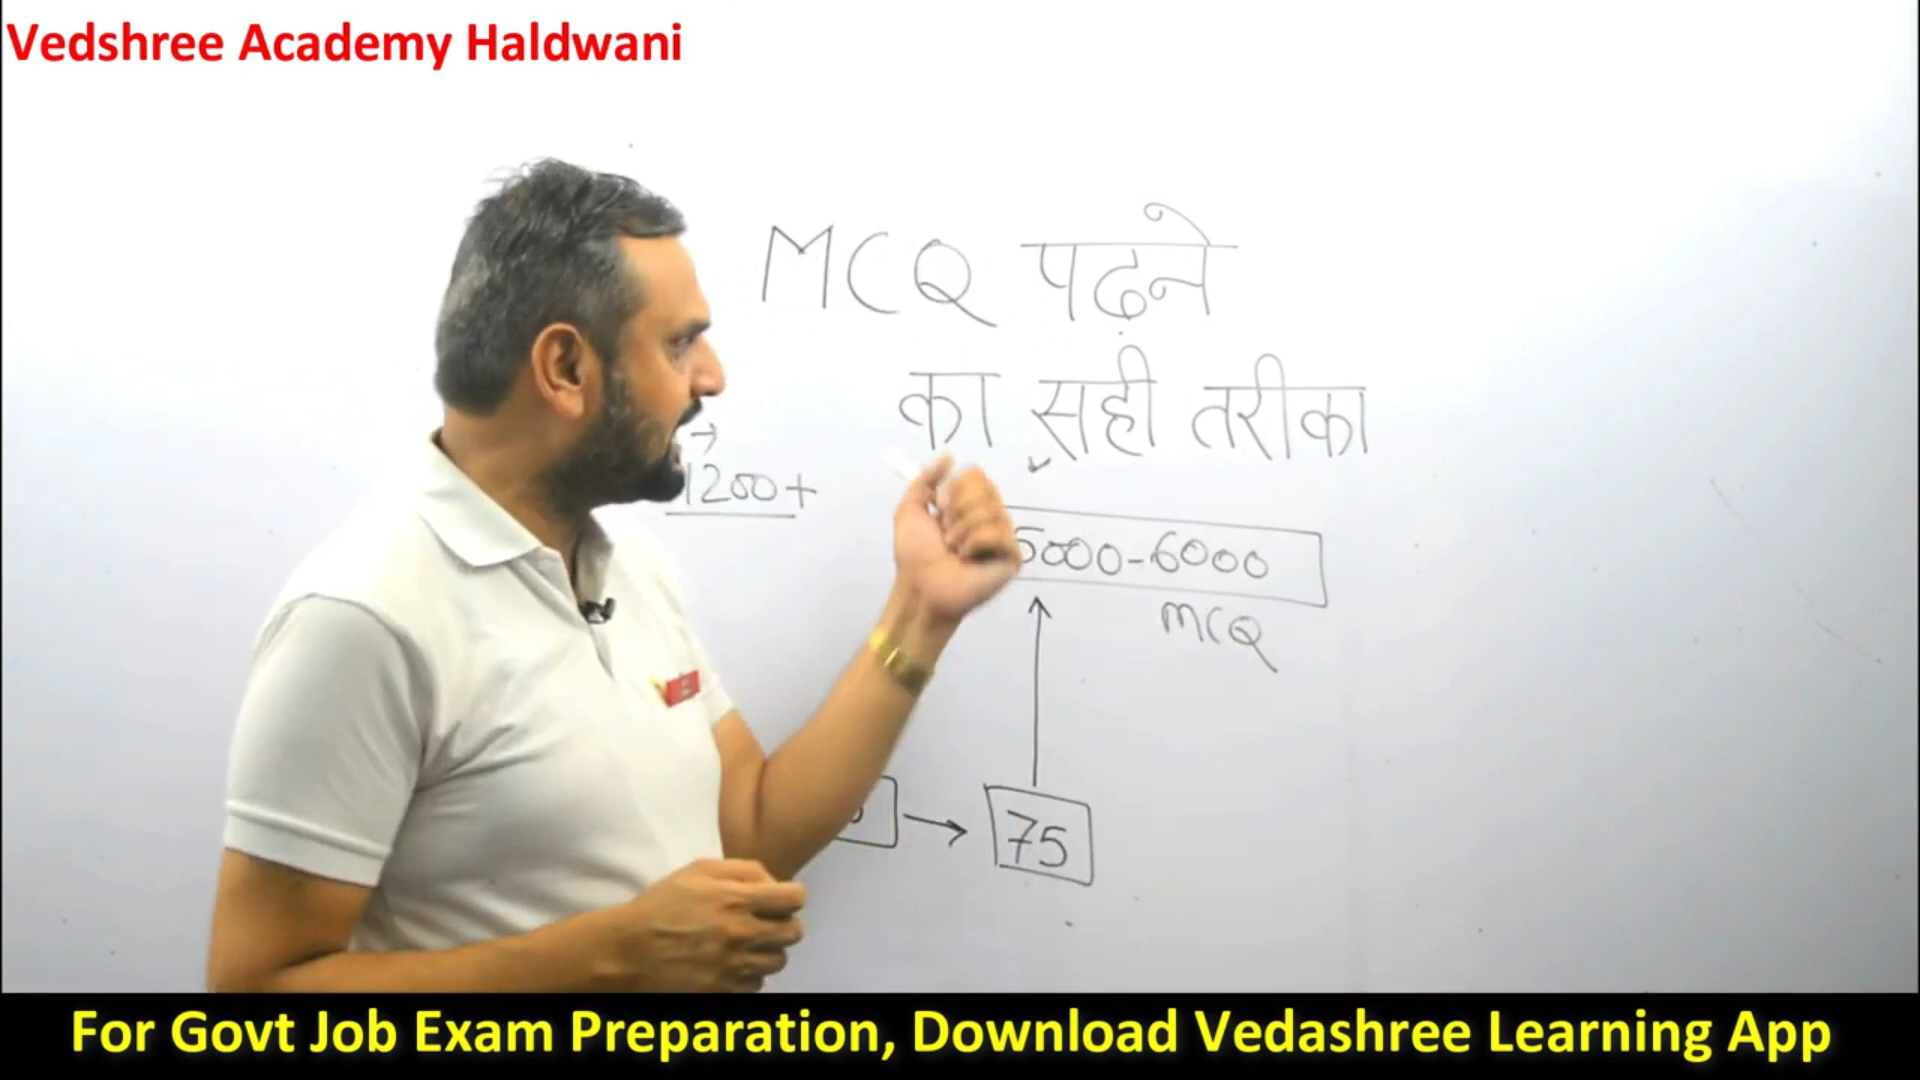 Vedshree Academy Haldwani
MCQ पढ़ने
का सही तरीका
1200+
5000-6000
MCQ
75
For Govt Job Exam Preparation, Download Vedashree Learning App